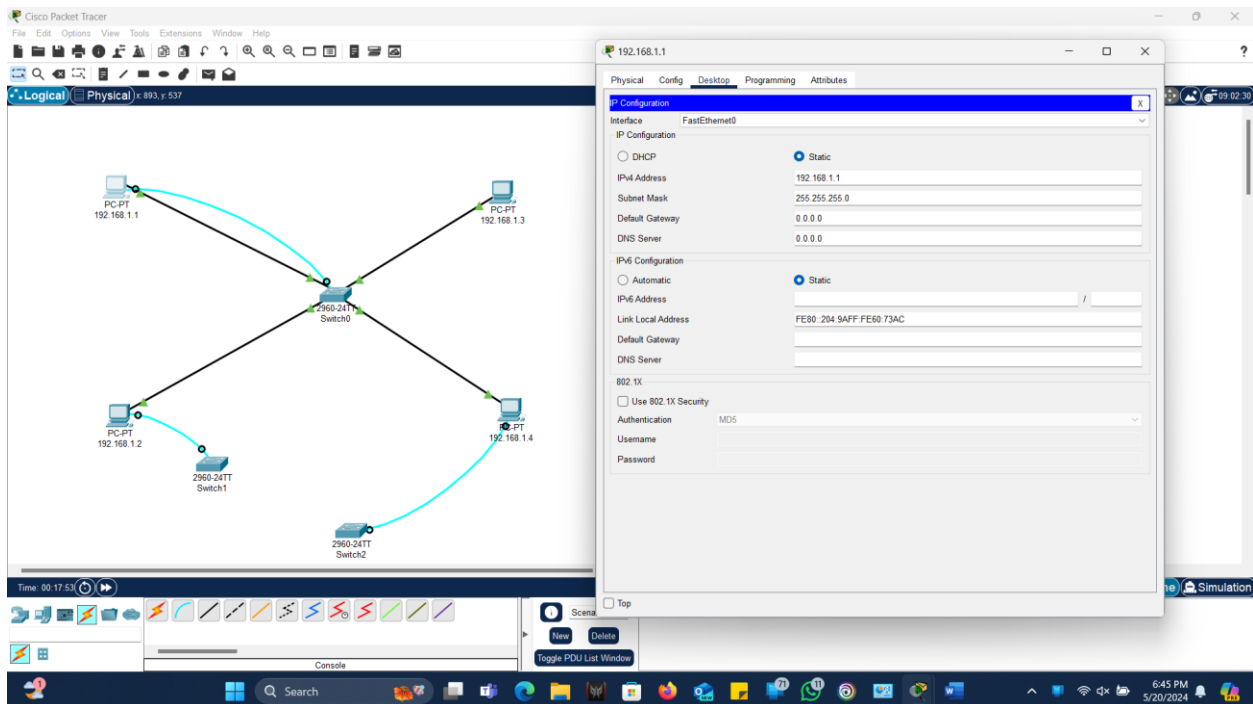 Cisco Packet Tracer
File Edit Options View Tools Extensions Window Help
?
Logical Physical x: 893, y: 537
09:02:30
PC-PT
192.168.1.1
PC-PT
192.168.1.3
2960-24TT
Switch0
PC-PT
192.168.1.2
PC-PT
192.168.1.4
2960-24TT
Switch1
2960-24TT
Switch2
192.168.1.1
Physical Config Desktop Programming Attributes
IP Configuration X
Interface FastEthernet0
IP Configuration
DHCP Static
IPv4 Address 192.168.1.1
Subnet Mask 255.255.255.0
Default Gateway 0.0.0.0
DNS Server 0.0.0.0
IPv6 Configuration
Automatic Static
IPv6 Address /
Link Local Address FE80::204:9AFF:FE60:73AC
Default Gateway
DNS Server
802.1X
Use 802.1X Security
Authentication MD5
Username
Password
Top
Time: 00:17:53
Simulation
New Delete
Toggle PDU List Window
Console
Search
1
71
11
6:45 PM
5/20/2024